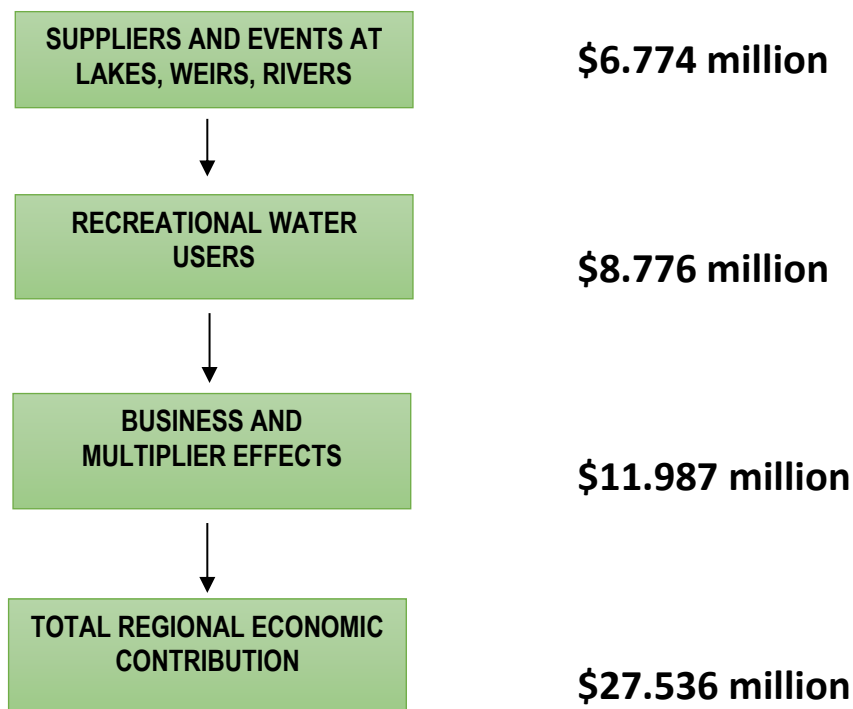 SUPPLIERS AND EVENTS AT
LAKES, WEIRS, RIVERS
$6.774 million
RECREATIONAL WATER
USERS
$8.776 million
BUSINESS AND
MULTIPLIER EFFECTS
$11.987 million
TOTAL REGIONAL ECONOMIC
CONTRIBUTION
$27.536 million